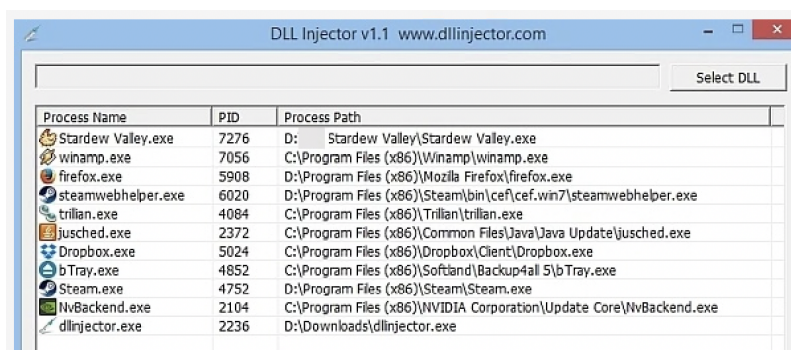 DLL Injector v1.1 www.dllinjector.com
Select DLL
Process Name PID Process Path
Stardew Valley.exe 7276 D: Stardew Valley\Stardew Valley.exe
winamp.exe 7056 C:\Program Files (x86)\Winamp\winamp.exe
firefox.exe 5908 D:\Program Files (x86)\Mozilla Firefox\firefox.exe
steamwebhelper.exe 6020 D:\Program Files (x86)\Steam\bin\cef\cef.win7\steamwebhelper.exe
trillian.exe 4084 C:\Program Files (x86)\Trillian\trillian.exe
jusched.exe 2372 C:\Program Files (x86)\Common Files\Java\Java Update\jusched.exe
Dropbox.exe 5024 C:\Program Files (x86)\Dropbox\Client\Dropbox.exe
bTray.exe 4852 C:\Program Files (x86)\Softland\Backup4all 5\bTray.exe
Steam.exe 4752 D:\Program Files (x86)\Steam\Steam.exe
NvBackend.exe 2104 C:\Program Files (x86)\NVIDIA Corporation\Update Core\NvBackend.exe
dllinjector.exe 2236 D:\Downloads\dllinjector.exe